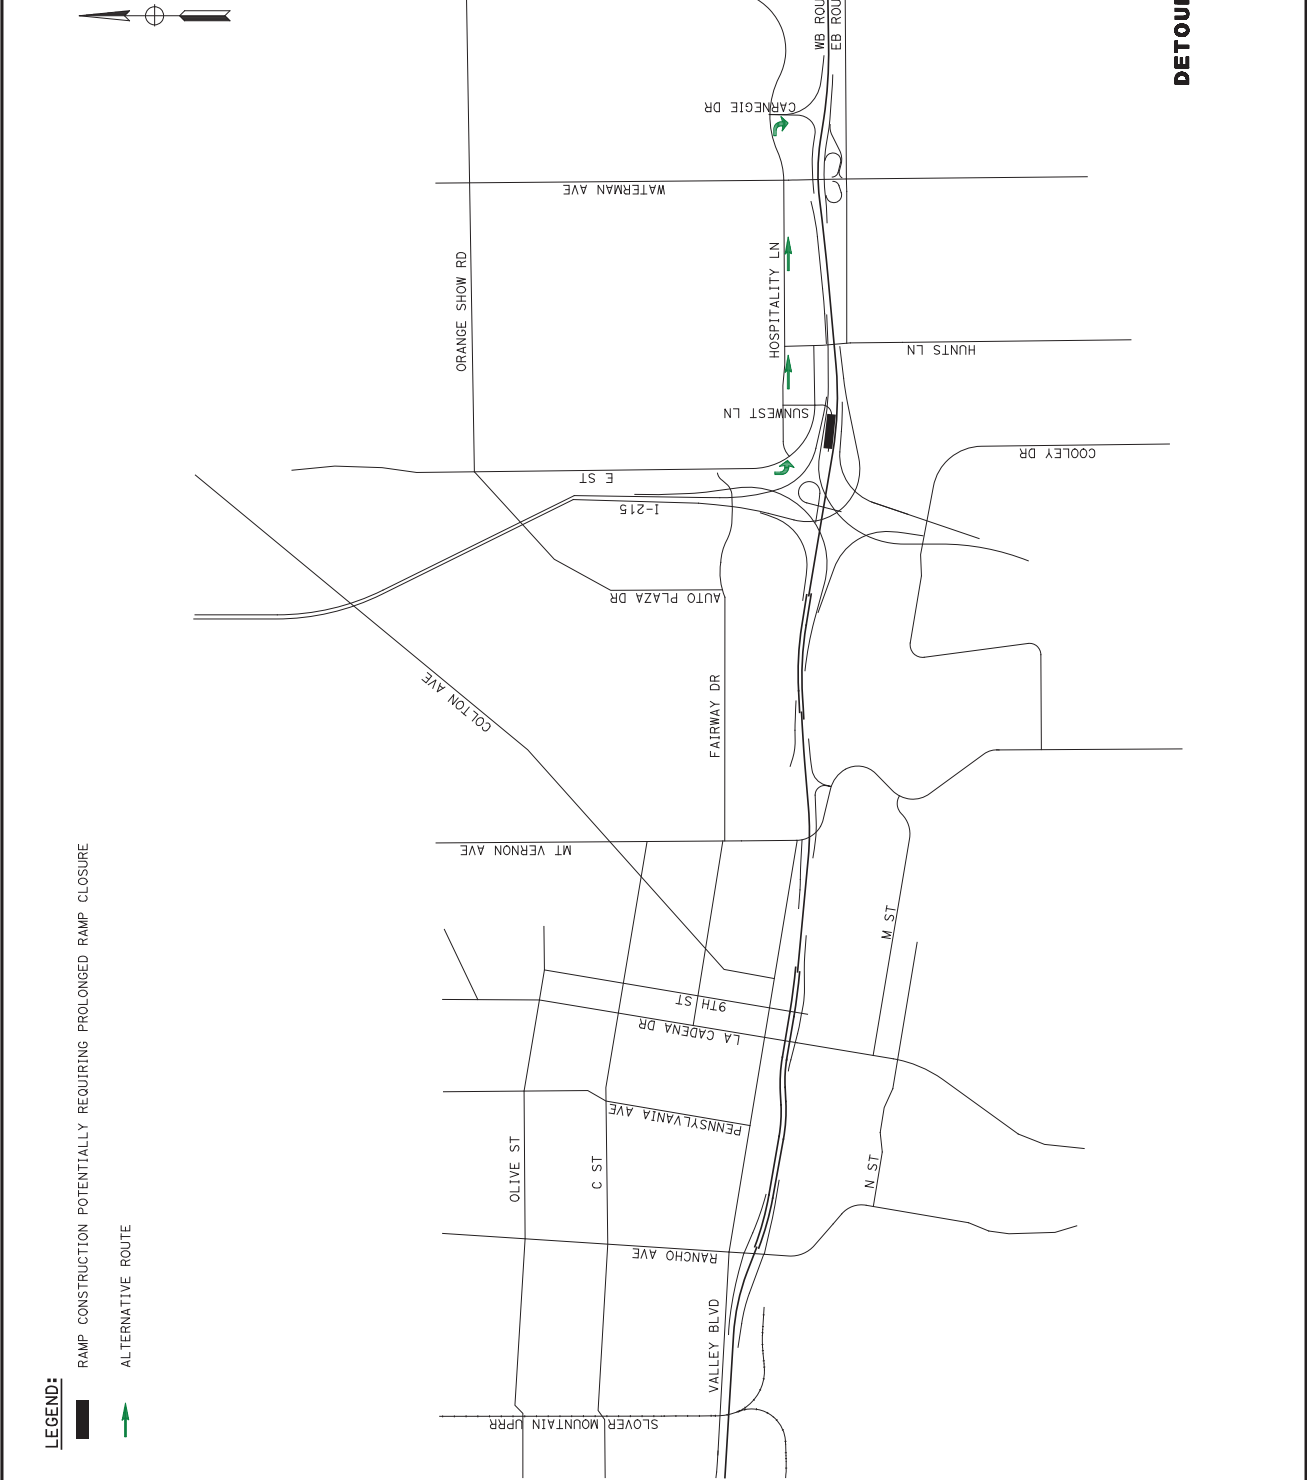 LEGEND:
RAMP CONSTRUCTION POTENTIALLY REQUIRING PROLONGED RAMP CLOSURE
ALTERNATIVE ROUTE
SLOVER MOUNTAIN UPRR
VALLEY BLVD
RANCHO AVE
OLIVE ST
C ST
PENNSYLVANIA AVE
LA CADENA DR
9TH ST
N ST
M ST
MT VERNON AVE
COLTON AVE
FAIRWAY DR
AUTO PLAZA DR
I-215
E ST
COOLEY DR
SUNWEST LN
HUNTS LN
ORANGE SHOW RD
HOSPITALITY LN
WATERMAN AVE
CARNEGIE DR
WB ROU
EB ROU
DETOU